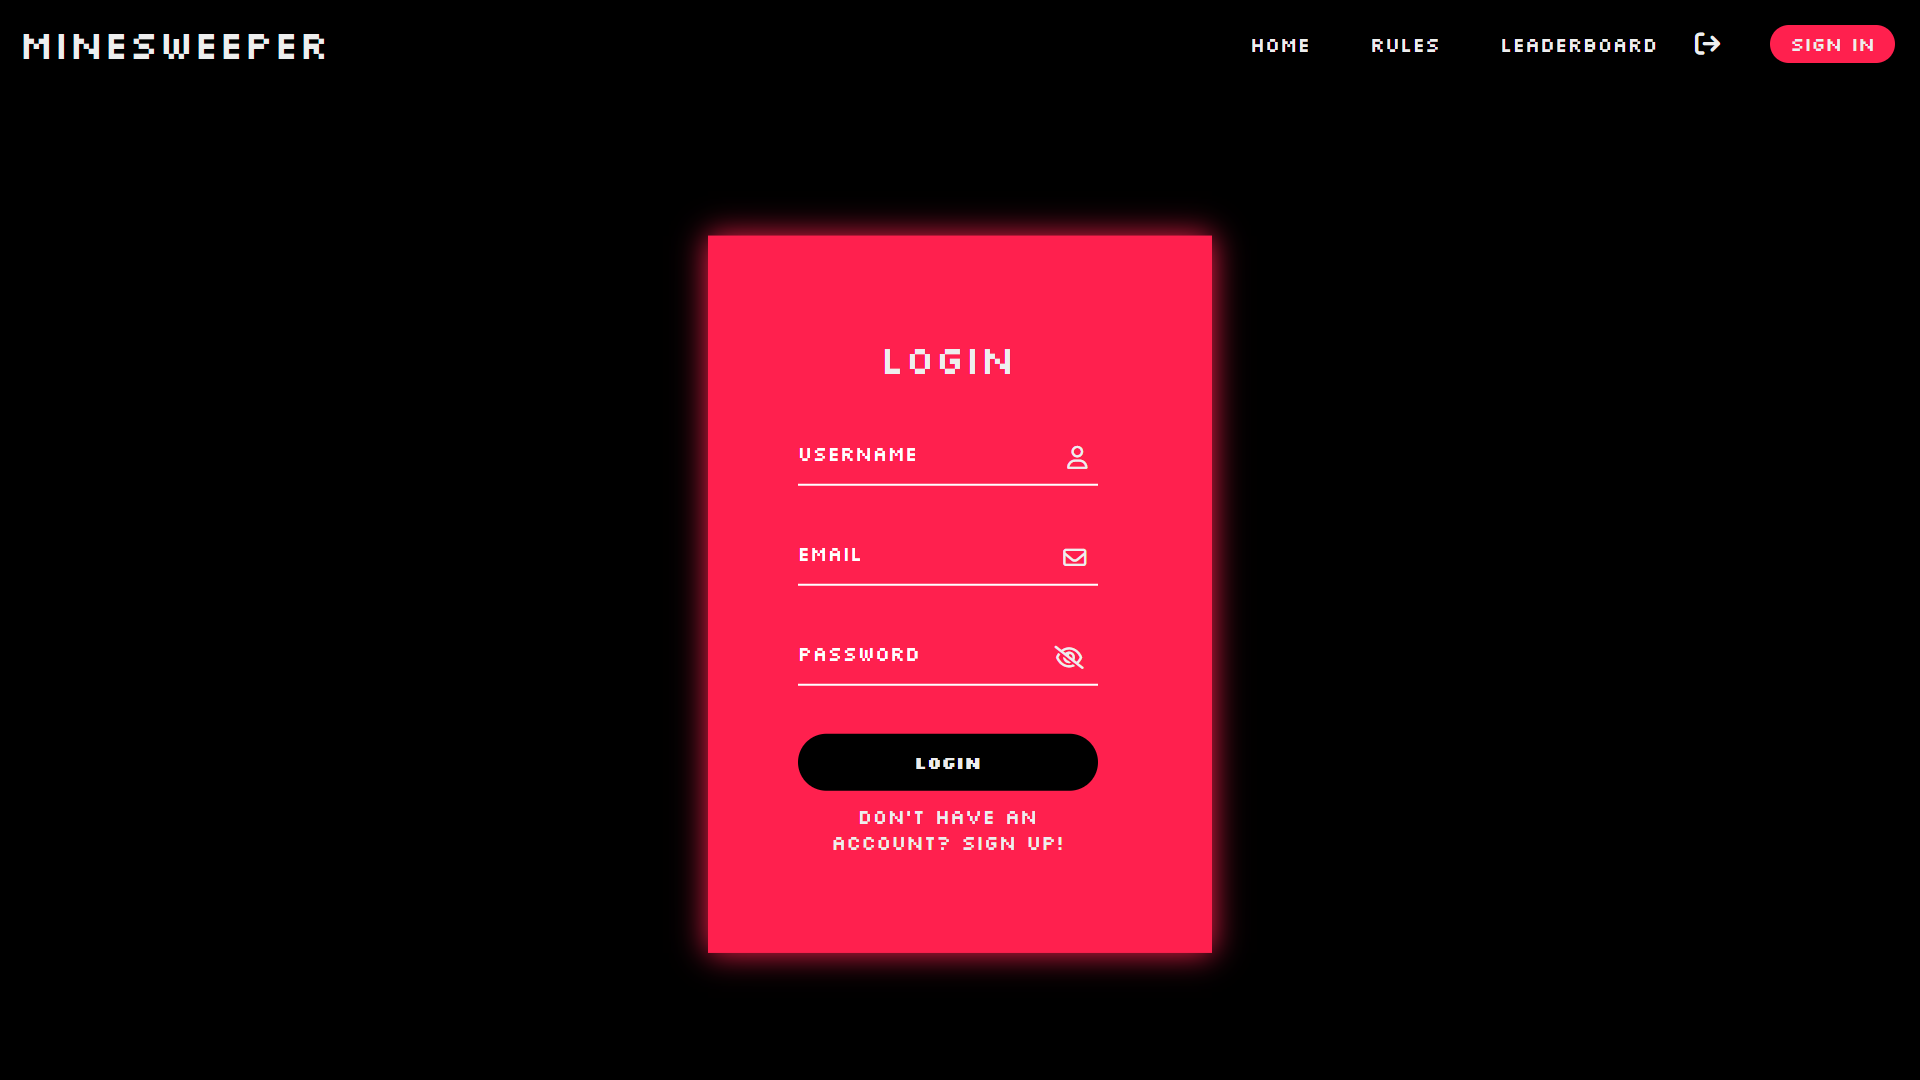 MINESWEEPER
HOME RULES LEADERBOARD SIGN IN
LOGIN
USERNAME
EMAIL
PASSWORD
LOGIN
DON'T HAVE AN
ACCOUNT? SIGN UP!